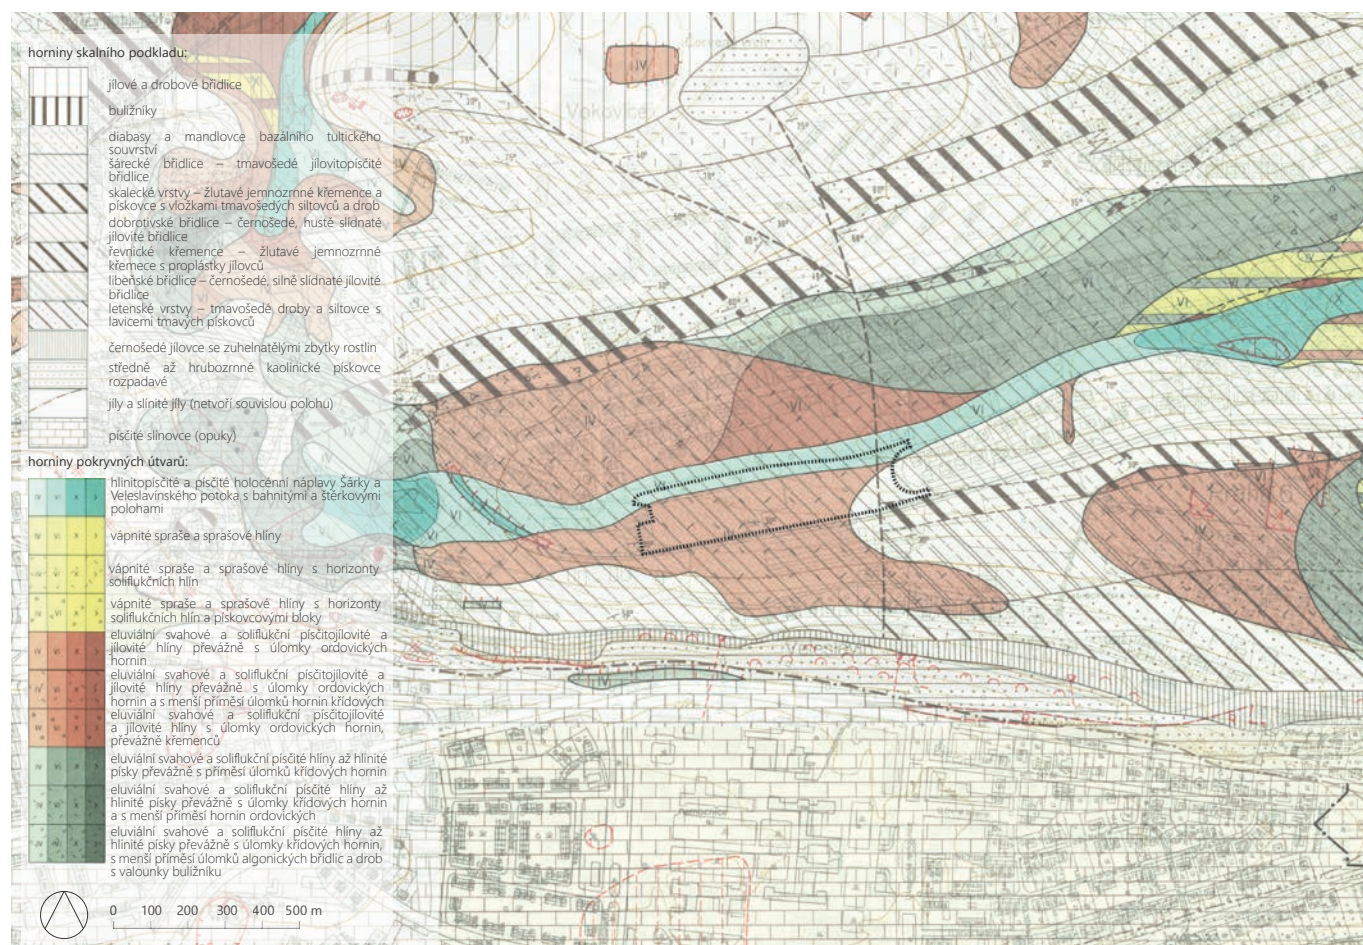 horniny skalního podkladu:
jílové a drobové břidlice
buližníky
diabasy a mandlovce bazálního tultického
souvrství
šárecké břidlice – tmavošedé jílovitopísčité
břidlice
skalecké vrstvy – žlutavé jemnozrnné křemence a
pískovce s vložkami tmavošedých siltovců a drob
dobrotivské břidlice – černošedé, hustě slídnaté
jílovité břidlice
řevnické křemence – žlutavé jemnozrnné
křemece s proplástky jílovců
libeňské břidlice – černošedé, silně slídnaté jílovité
břidlice
letenské vrstvy – tmavošedé droby a siltovce s
lavicemi tmavých pískovců
černošedé jílovce se zuhelnatělými zbytky rostlin
středně až hrubozrnné kaolinické pískovce
rozpadavé
jíly a slínité jíly (netvoří souvislou polohu)
písčité slínovce (opuky)
horniny pokryvných útvarů:
hlinitopísčité a písčité holocénní náplavy Šárky a
Veleslavínského potoka s bahnitými a štěrkovými
polohami
vápnité spraše a sprašové hlíny
vápnité spraše a sprašové hlíny s horizonty
soliflukčních hlín
vápnité spraše a sprašové hlíny s horizonty
soliflukčních hlín a pískovcovými bloky
eluviální svahové a soliflukční písčitojílovité a
jílovité hlíny převážně s úlomky ordovických
hornin
eluviální svahové a soliflukční písčitojílovité a
jílovité hlíny převážně s úlomky ordovických
hornin a s menší příměsí úlomků hornin křídových
eluviální svahové a soliflukční písčitojílovité
a jílovité hlíny s úlomky ordovických hornin,
převážně křemenců
eluviální svahové a soliflukční písčité hlíny až hlinité
písky převážně s příměsí úlomků křídových hornin
eluviální svahové a soliflukční písčité hlíny až
hlinité písky převážně s úlomky křídových hornin
a s menší příměsí hornin ordovických
eluviální svahové a soliflukční písčité hlíny až
hlinité písky převážně s úlomky křídových hornin,
s menší příměsí úlomků algonických břidlic a drob
s valounky buližníku
0 100 200 300 400 500 m
Vokovice
IV
VI
VI
VI
VI
X